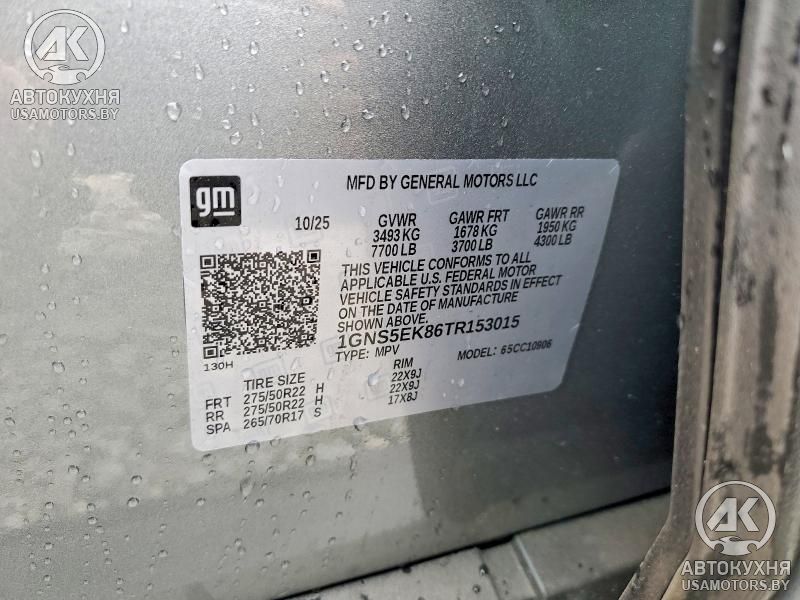 AK
АВТОКУХНЯ
USAMOTORS.BY
gm
MFD BY GENERAL MOTORS LLC
10/25
GVWR GAWR FRT GAWR RR
3493 KG 1678 KG 1950 KG
7700 LB 3700 LB 4300 LB
THIS VEHICLE CONFORMS TO ALL
APPLICABLE U.S. FEDERAL MOTOR
VEHICLE SAFETY STANDARDS IN EFFECT
ON THE DATE OF MANUFACTURE
SHOWN ABOVE.
1GNS5EK86TR153015
TYPE: MPV MODEL: 65CC10906
130H
TIRE SIZE RIM
FRT 275/50R22 H 22X9J
RR 275/50R22 H 22X9J
SPA 265/70R17 S 17X8J
AK
АВТОКУХНЯ
USAMOTORS.BY